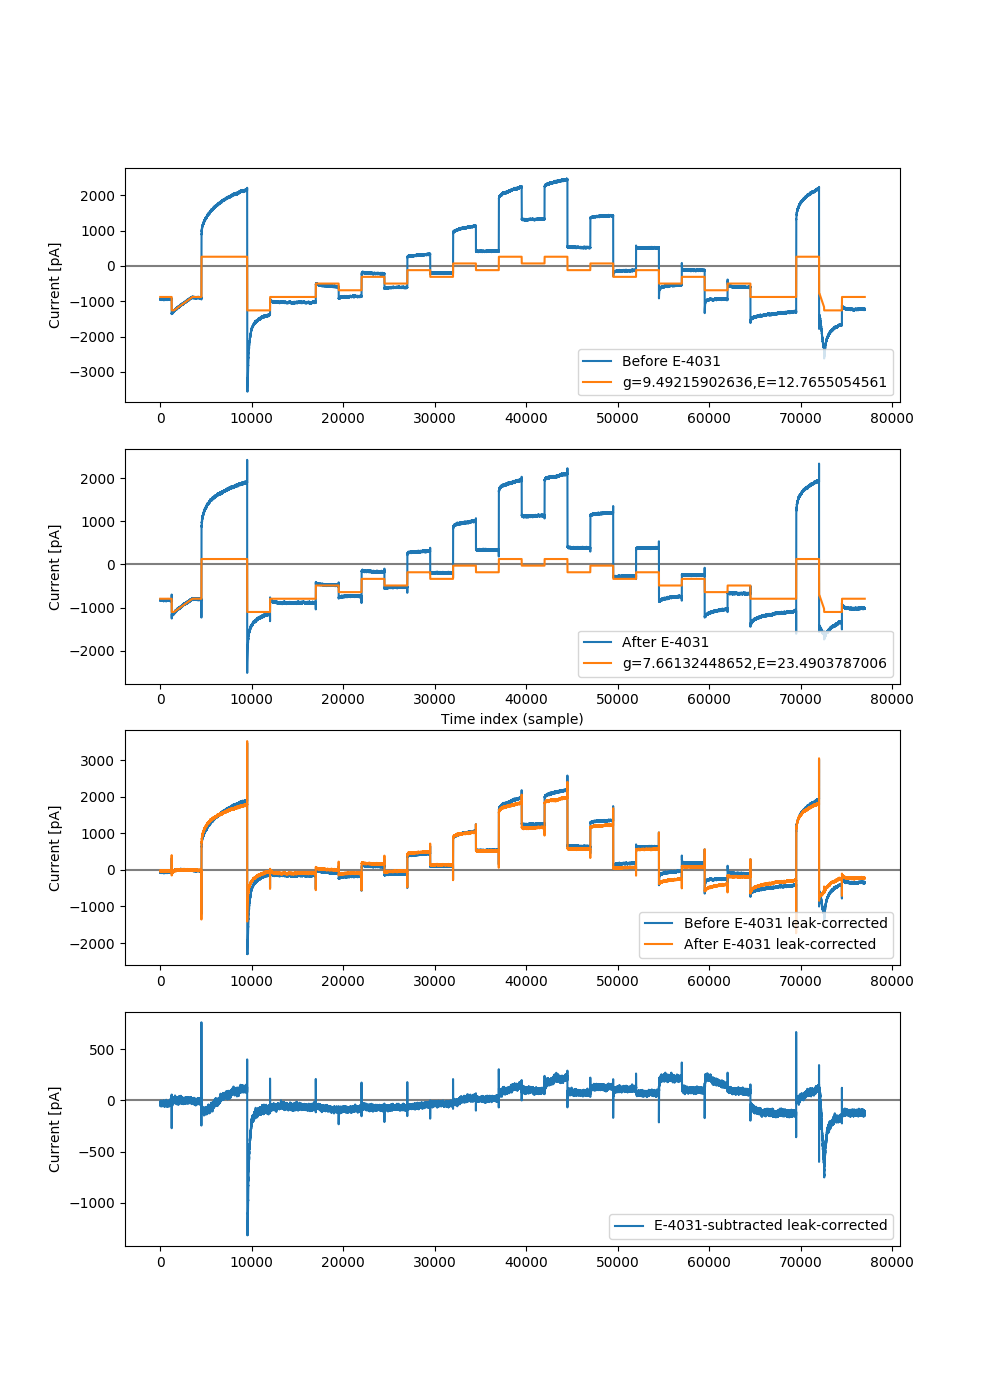 2000
1000
0
−1000
−2000
−3000
Current [pA]
Before E-4031
g=9.49215902636,E=12.7655054561
0 10000 20000 30000 40000 50000 60000 70000 80000
2000
1000
0
−1000
−2000
Current [pA]
After E-4031
g=7.66132448652,E=23.4903787006
0 10000 20000 30000 40000 50000 60000 70000 80000
Time index (sample)
3000
2000
1000
0
−1000
−2000
Current [pA]
Before E-4031 leak-corrected
After E-4031 leak-corrected
0 10000 20000 30000 40000 50000 60000 70000 80000
500
0
−500
−1000
Current [pA]
E-4031-subtracted leak-corrected
0 10000 20000 30000 40000 50000 60000 70000 80000